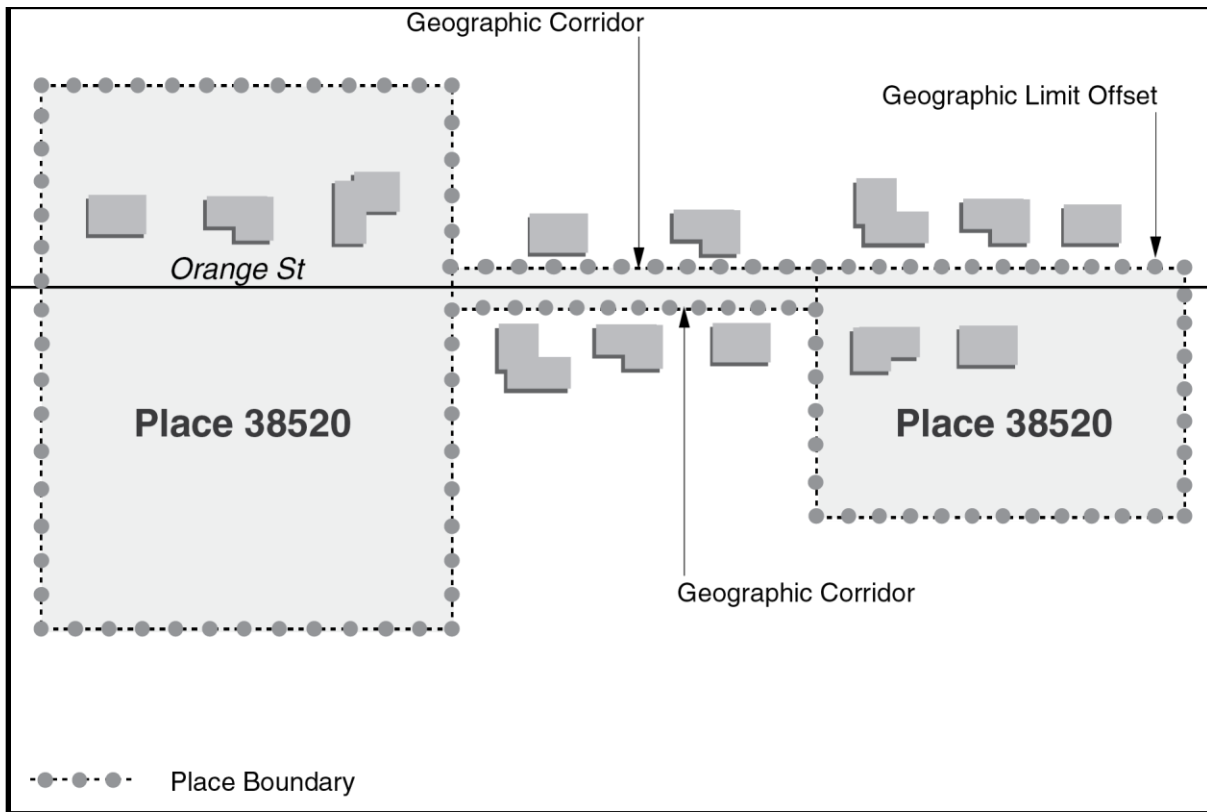 Geographic Corridor
Geographic Limit Offset
Orange St
Place 38520
Place 38520
Geographic Corridor
Place Boundary